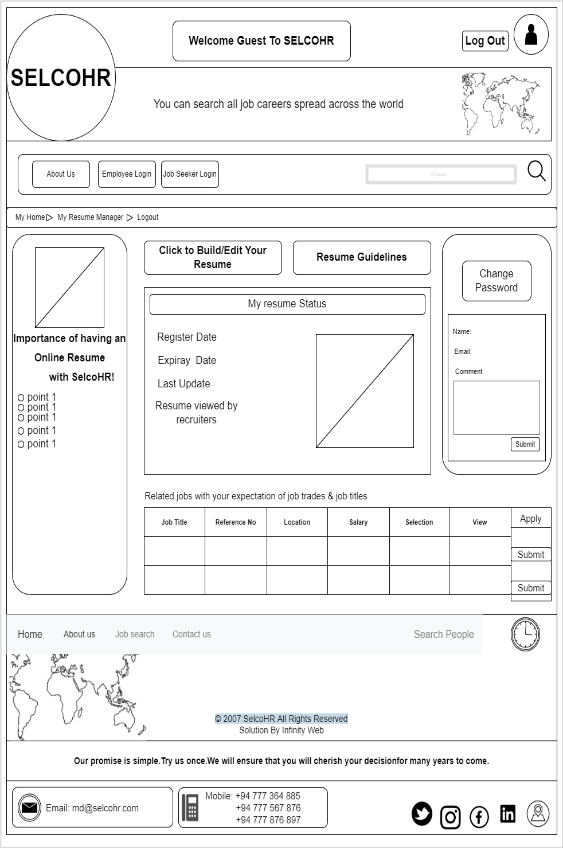 Welcome Guest To SELCOHR
Log Out
SELCOHR
You can search all job careers spread across the world
About Us
Employee Login
Job Seeker Login
My Home
My Resume Manager
Logout
Importance of having an
Online Resume
with SelcoHR!
point 1
point 1
point 1
point 1
point 1
Click to Build/Edit Your
Resume
Resume Guidelines
My resume Status
Register Date
Expiray Date
Last Update
Resume viewed by
recruiters
Change
Password
Name:
Email:
Comment
Submit
Related jobs with your expectation of job trades & job titles
Job Title
Reference No
Location
Salary
Selection
View
Apply
Submit
Submit
Home
About us
Job search
Contact us
Search People
© 2007 SelcoHR All Rights Reserved
Solution By Infinity Web
Our promise is simple.Try us once.We will ensure that you will cherish your decisionfor many years to come.
Email: md@selcohr.com
Mobile: +94 777 364 885
+94 777 567 876
+94 777 876 897